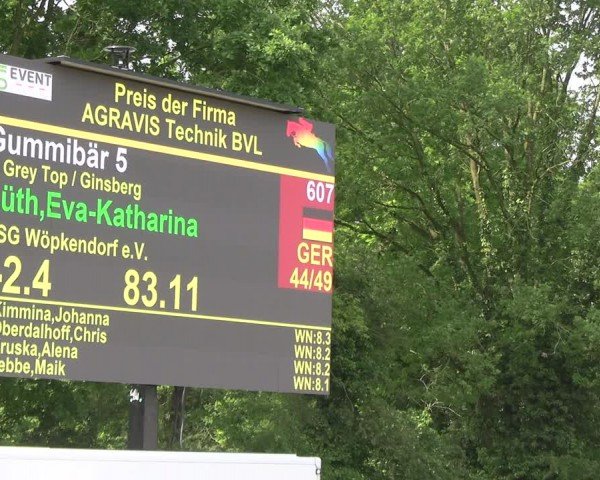 EVENT
Preis der Firma
AGRAVIS Technik BVL
Gummibär 5
607
Grey Top / Ginsberg
üth,Eva-Katharina
GER
SG Wöpkendorf e.V.
44/49
2.4 83.11
Kimmina,Johanna WN:8.3
Oberdalhoff,Chris WN:8.2
ruska,Alena WN:8.2
ebbe,Maik WN:8.1